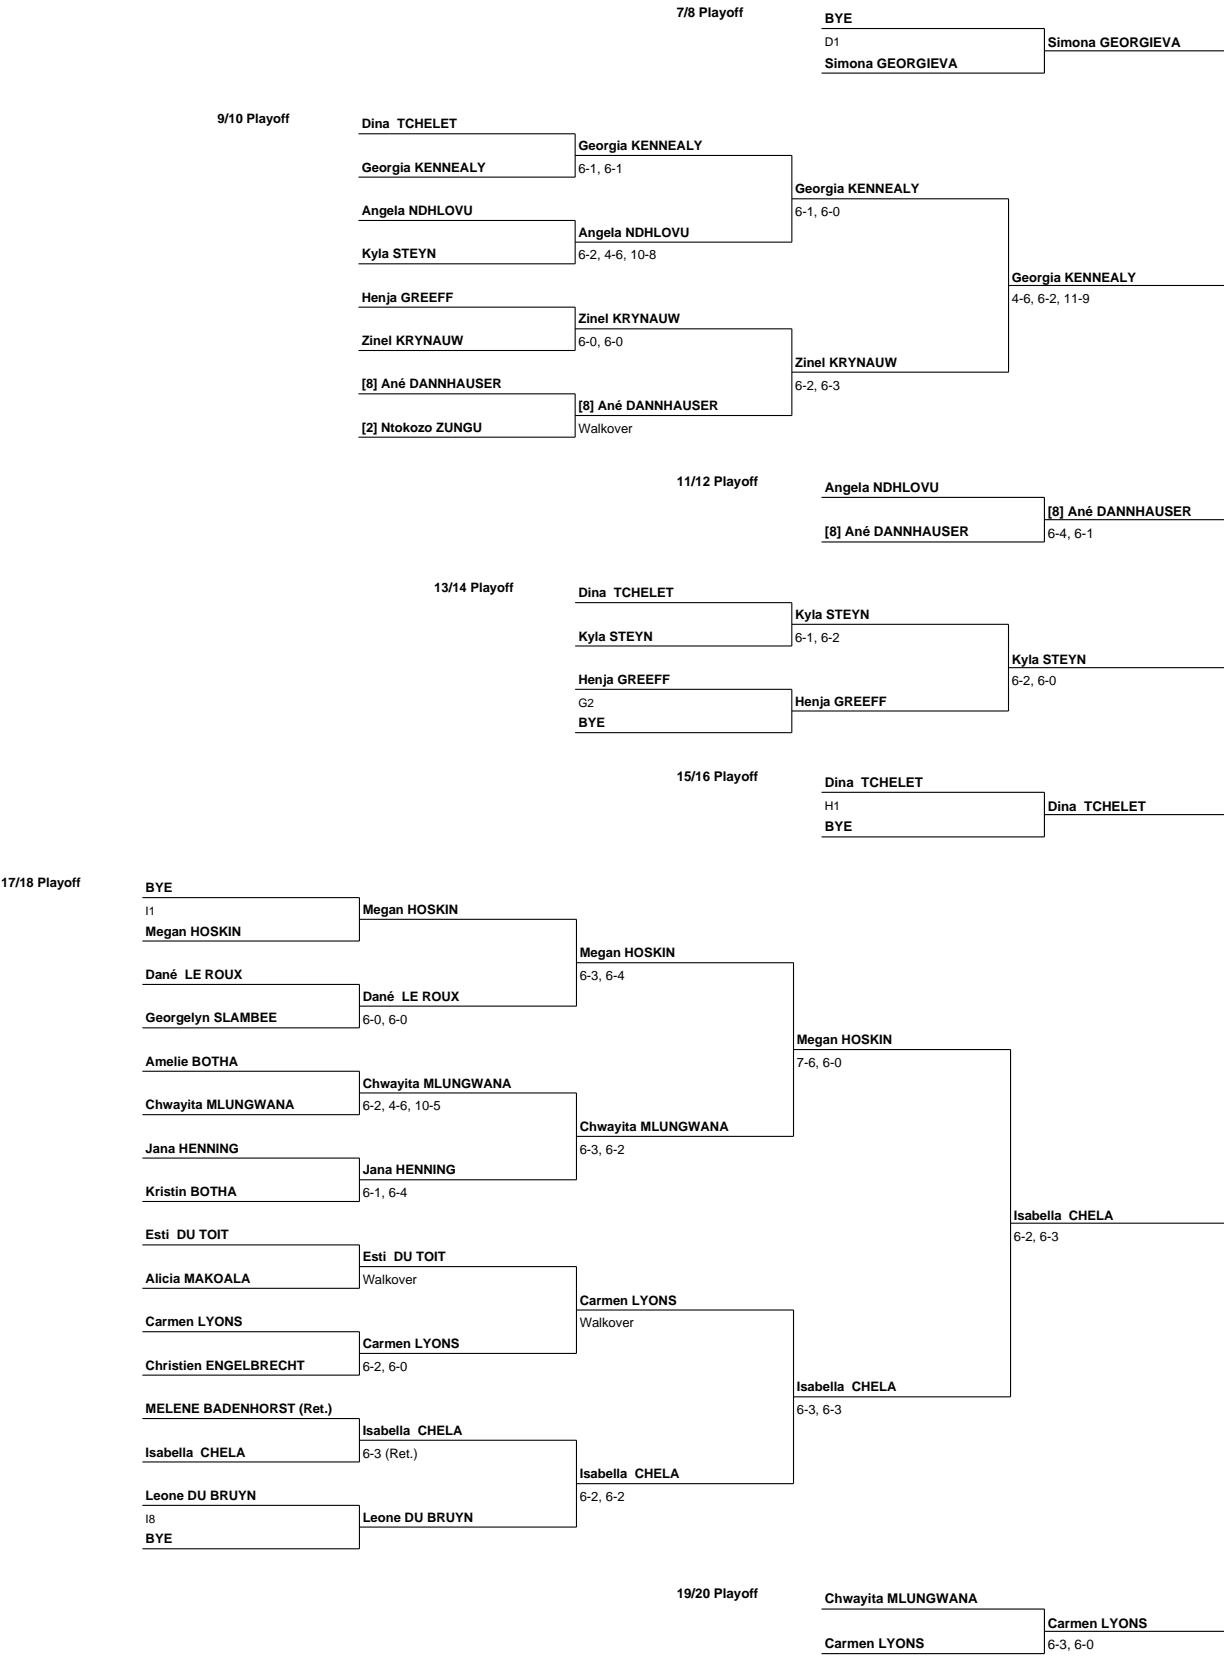 7/8 Playoff
BYE
D1
Simona GEORGIEVA
Simona GEORGIEVA
9/10 Playoff
Dina TCHELET
Georgia KENNEALY
Georgia KENNEALY
6-1, 6-1
Georgia KENNEALY
Angela NDHLOVU
6-1, 6-0
Angela NDHLOVU
Kyla STEYN
6-2, 4-6, 10-8
Georgia KENNEALY
Henja GREEFF
4-6, 6-2, 11-9
Zinel KRYNAUW
Zinel KRYNAUW
6-0, 6-0
Zinel KRYNAUW
[8] Ané DANNHAUSER
6-2, 6-3
[8] Ané DANNHAUSER
[2] Ntokozo ZUNGU
Walkover
11/12 Playoff
Angela NDHLOVU
[8] Ané DANNHAUSER
[8] Ané DANNHAUSER
6-4, 6-1
13/14 Playoff
Dina TCHELET
Kyla STEYN
Kyla STEYN
6-1, 6-2
Kyla STEYN
Henja GREEFF
6-2, 6-0
G2
Henja GREEFF
BYE
15/16 Playoff
Dina TCHELET
H1
Dina TCHELET
BYE
17/18 Playoff
BYE
I1
Megan HOSKIN
Megan HOSKIN
Megan HOSKIN
Dané LE ROUX
6-3, 6-4
Dané LE ROUX
Georgelyn SLAMBEE
6-0, 6-0
Megan HOSKIN
Amelie BOTHA
7-6, 6-0
Chwayita MLUNGWANA
Chwayita MLUNGWANA
6-2, 4-6, 10-5
Chwayita MLUNGWANA
Jana HENNING
6-3, 6-2
Jana HENNING
Kristin BOTHA
6-1, 6-4
Isabella CHELA
Esti DU TOIT
6-2, 6-3
Esti DU TOIT
Alicia MAKOALA
Walkover
Carmen LYONS
Carmen LYONS
Walkover
Carmen LYONS
Christien ENGELBRECHT
6-2, 6-0
Isabella CHELA
MELENE BADENHORST (Ret.)
6-3, 6-3
Isabella CHELA
Isabella CHELA
6-3 (Ret.)
Isabella CHELA
Leone DU BRUYN
6-2, 6-2
I8
Leone DU BRUYN
BYE
19/20 Playoff
Chwayita MLUNGWANA
Carmen LYONS
Carmen LYONS
6-3, 6-0